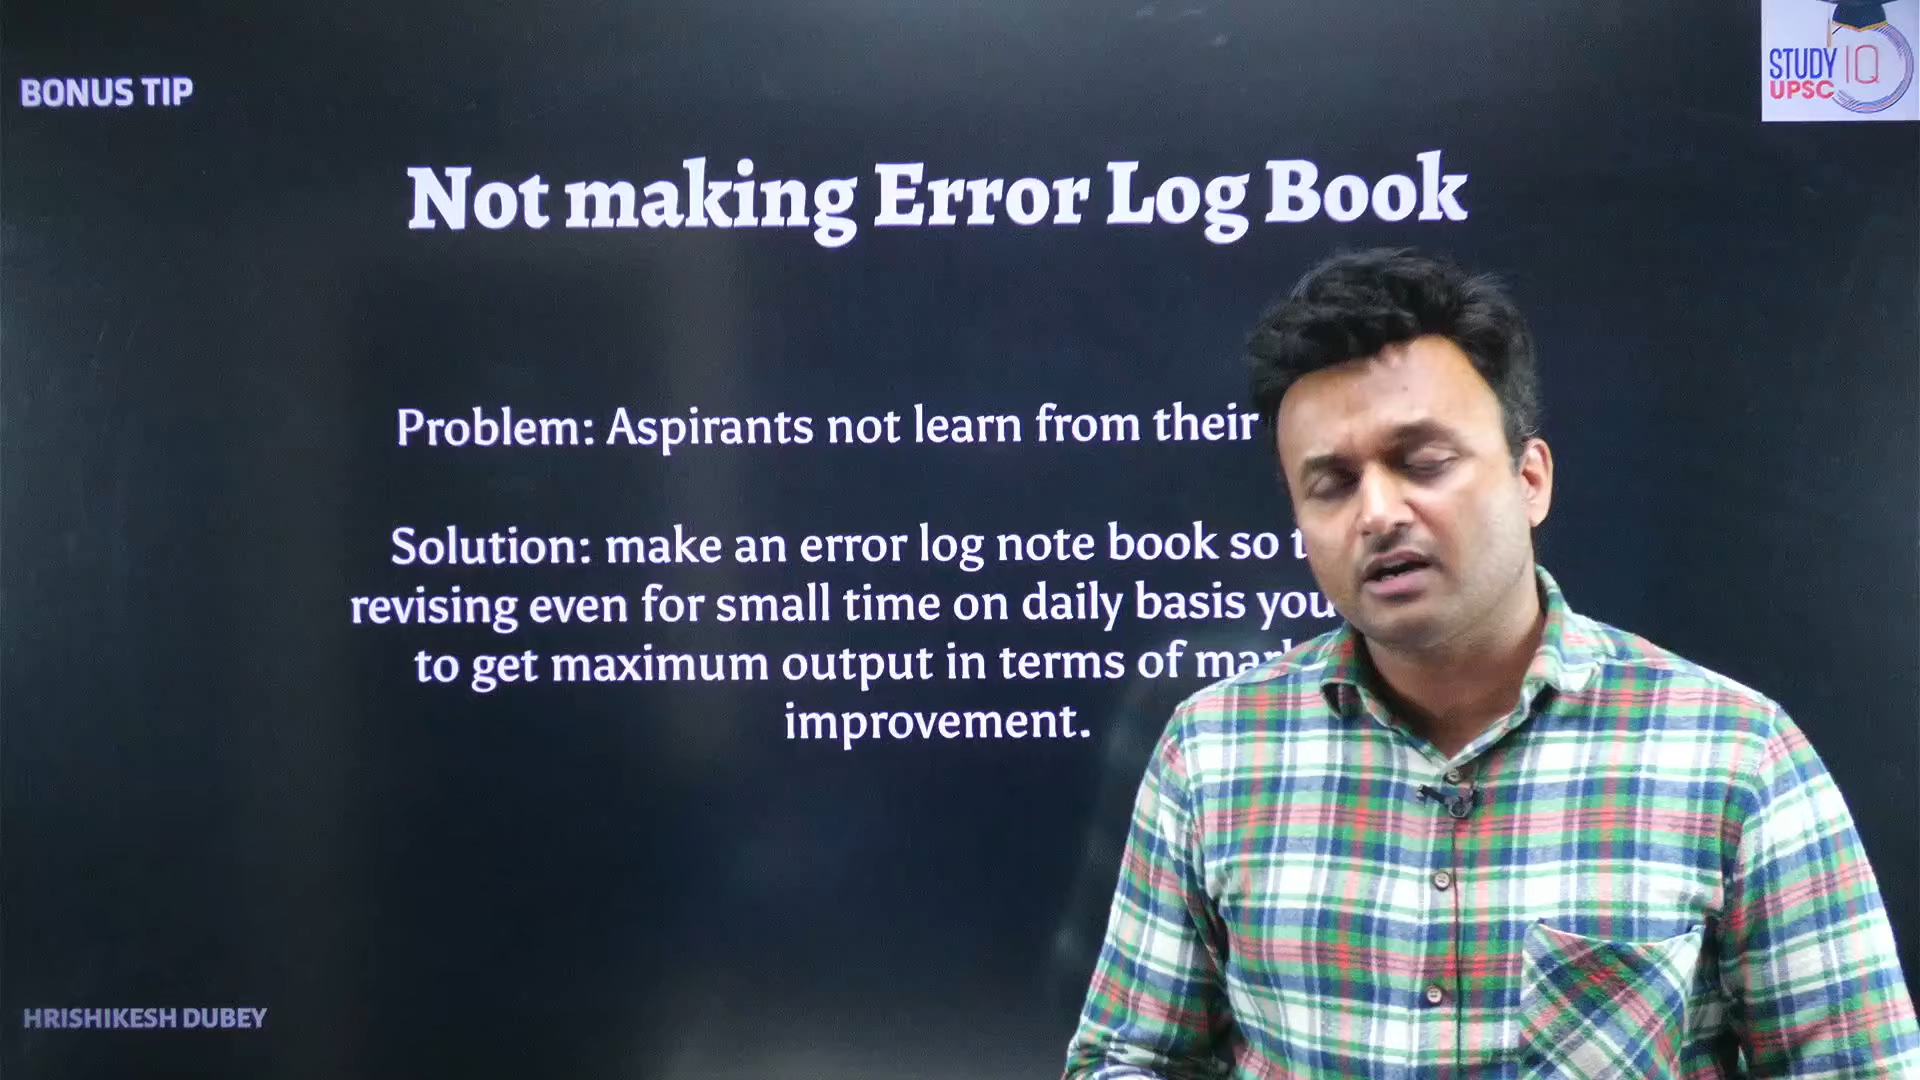 BONUS TIP
STUDY IQ
UPSC
Not making Error Log Book
Problem: Aspirants not learn from their
Solution: make an error log note book so
revising even for small time on daily basis you
to get maximum output in terms of
improvement.
HRISHIKESH DUBEY